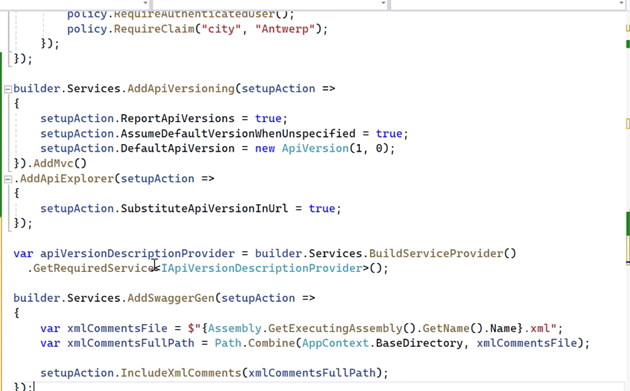 policy.RequireAuthenticatedUser();
policy.RequireClaim("city", "Antwerp");
});
});
builder.Services.AddApiVersioning(setupAction =>
{
setupAction.ReportApiVersions = true;
setupAction.AssumeDefaultVersionWhenUnspecified = true;
setupAction.DefaultApiVersion = new ApiVersion(1, 0);
}).AddMvc()
.AddApiExplorer(setupAction =>
{
setupAction.SubstituteApiVersionInUrl = true;
});
var apiVersionDescriptionProvider = builder.Services.BuildServiceProvider()
.GetRequiredService<IApiVersionDescriptionProvider>();
builder.Services.AddSwaggerGen(setupAction =>
{
var xmlCommentsFile = $"{Assembly.GetExecutingAssembly().GetName().Name}.xml";
var xmlCommentsFullPath = Path.Combine(AppContext.BaseDirectory, xmlCommentsFile);
setupAction.IncludeXmlComments(xmlCommentsFullPath);
});